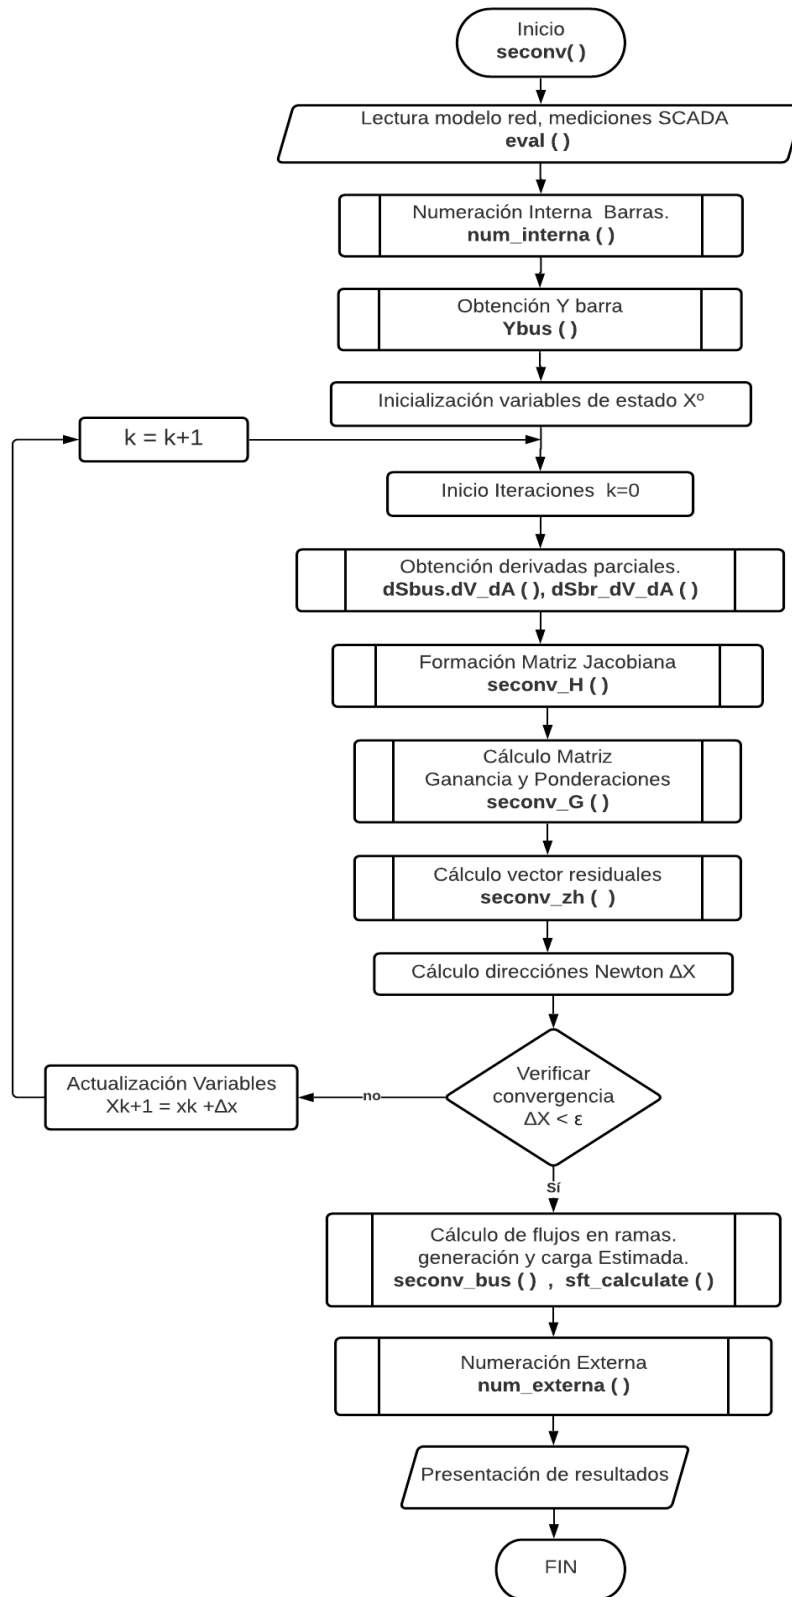 Inicio
seconv( )
Lectura modelo red, mediciones SCADA
eval ( )
Numeración Interna  Barras.
num_interna ( )
Obtención Y barra
Ybus ( )
Inicialización variables de estado Xº
k = k+1
Inicio Iteraciones  k=0
Obtención derivadas parciales.
dSbus.dV_dA ( ), dSbr_dV_dA ( )
Formación Matriz Jacobiana
seconv_H ( )
Cálculo Matriz
Ganancia y Ponderaciones
seconv_G ( )
Cálculo vector residuales
seconv_zh (  )
Cálculo direcciónes Newton ΔX
Verificar
convergencia
ΔX < ε
no
Actualización Variables
Xk+1 = xk +Δx
Sí
Cálculo de flujos en ramas.
generación y carga Estimada.
seconv_bus ( )  ,  sft_calculate ( )
Numeración Externa
num_externa ( )
Presentación de resultados
FIN